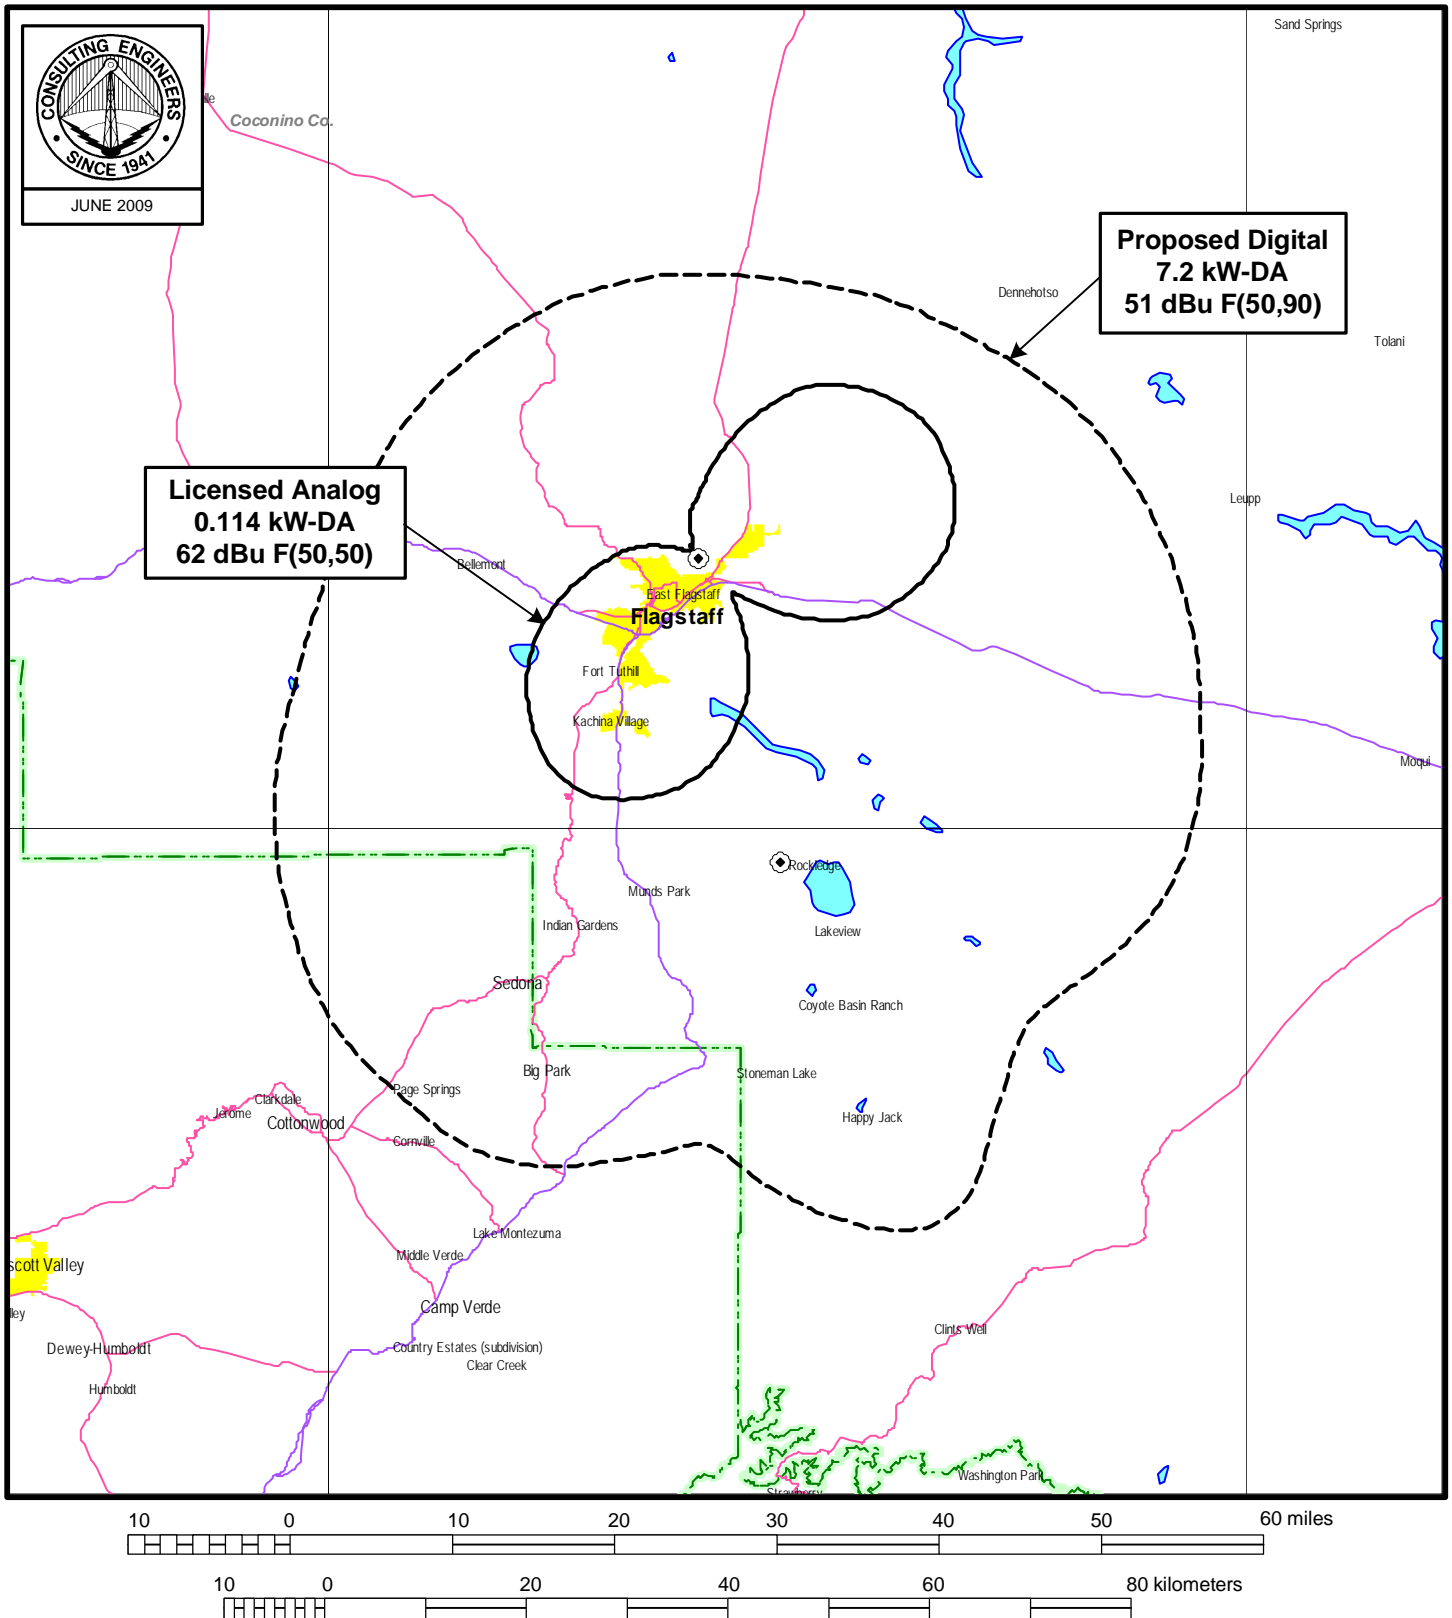 CONSULTING ENGINEERS
SINCE 1941
JUNE 2009
Sand Springs
Coconino Co.
Proposed Digital
7.2 kW-DA
51 dBu F(50,90)
Dennehotso
Tolani
Licensed Analog
0.114 kW-DA
62 dBu F(50,50)
Leupp
Bellemont
East Flagstaff
Flagstaff
Fort Tuthill
Kachina Village
Moqui
Rockledge
Munds Park
Indian Gardens
Lakeview
Sedona
Coyote Basin Ranch
Big Park
Stoneman Lake
Page Springs
Clarkdale
Jerome
Cottonwood
Happy Jack
Cornville
Lake Montezuma
Middle Verde
scott Valley
Camp Verde
lley
Clints Well
Dewey-Humboldt
Country Estates (subdivision)
Clear Creek
Humboldt
Washington Park
Strawberry
10 0 10 20 30 40 50 60 miles
10 0 20 40 60 80 kilometers